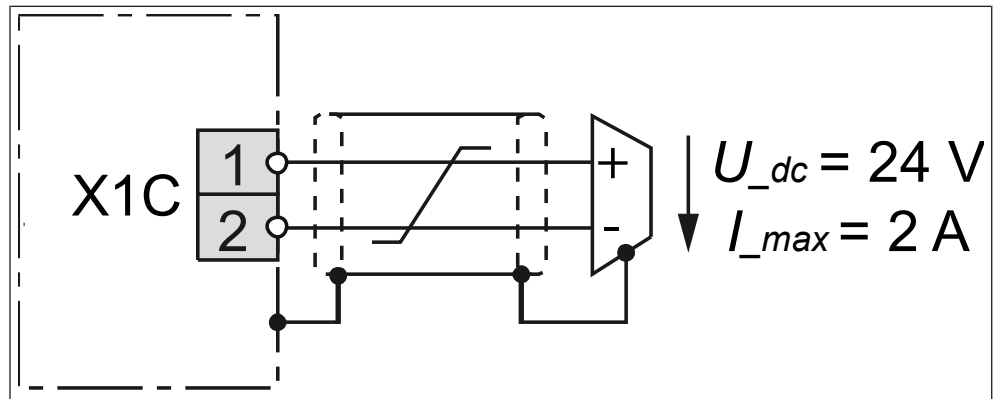 X1C
1
2
+
-
U_dc = 24 V
I_max = 2 A